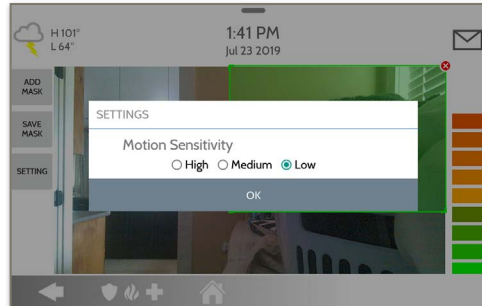 H 101°
L 64°
1:41 PM
Jul 23 2019
ADD
MASK
SAVE
MASK
SETTING
SETTINGS
Motion Sensitivity
High Medium Low
OK